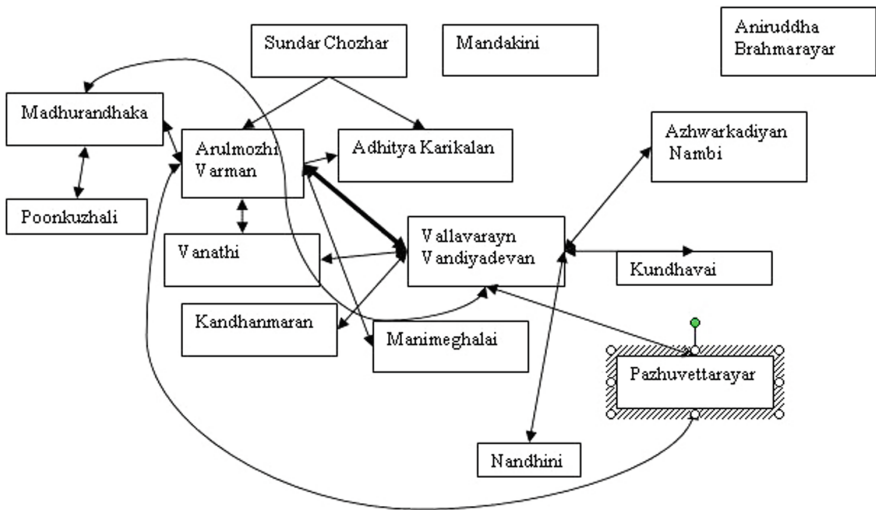 Sundar Chozhar
Mandakini
Aniruddha
Brahmarayar
Madhurandhaka
Arulmozhi
Varman
Adhitya Karikalan
Azhwarkadiyan
Nambi
Poonkuzhali
Vanathi
Vallavarayn
Vandiyadevan
Kundhavai
Kandhanmaran
Manimeghalai
Pazhuvettarayar
Nandhini